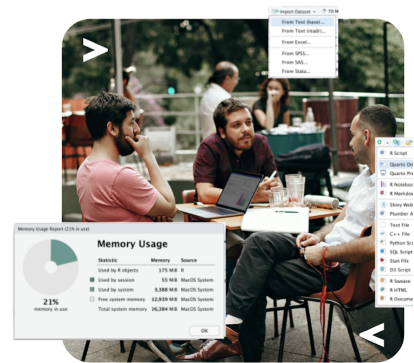 Import Dataset
From Text (base)...
From Text (readr)...
From Excel...
From SPSS...
From SAS...
From Stata...
>
R Script
Quarto Do
Quarto Pre
R Noteboo
R Markdow
Shiny Web
Plumber A
Text File
C++ File
Python Scri
SQL Script
Stan File
D3 Script
R Sweave
R HTML
R Docume
Memory Usage Report (21% in use)
Memory Usage
Statistic Memory Source
Used by R objects 175 MiB R
Used by session 55 MiB MacOS System
Used by system 3,388 MiB MacOS System
Free system memory 12,939 MiB MacOS System
Total system memory 16,384 MiB MacOS System
21%
memory in use
OK
<